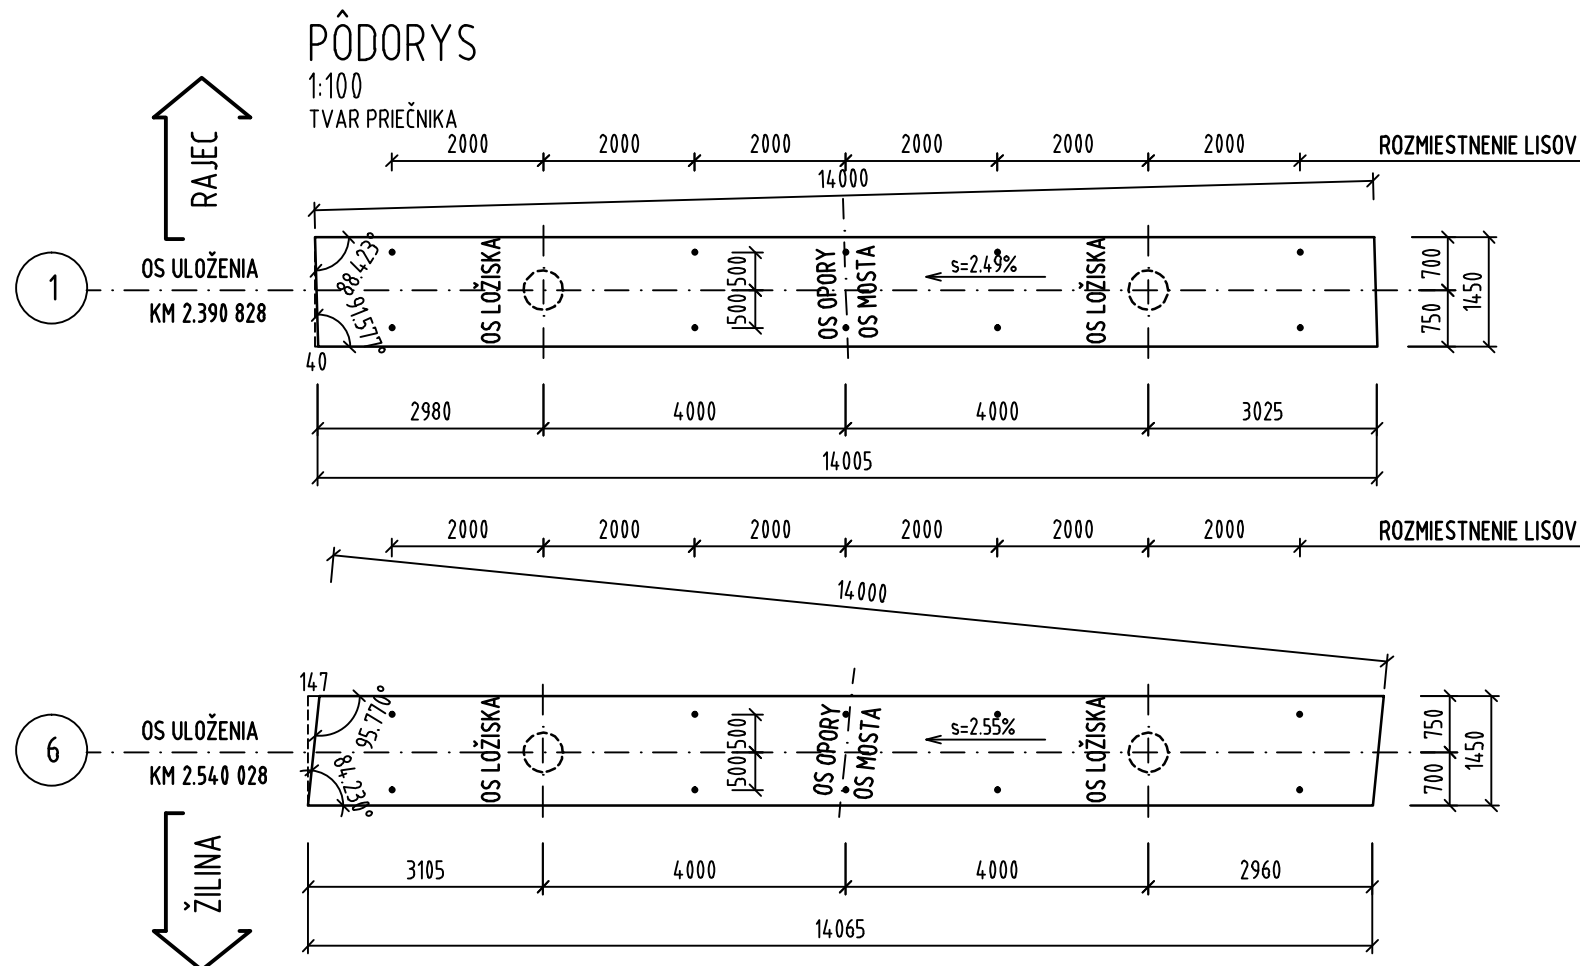 PÔDORYS
1:100
TVAR PRIEČNIKA
RAJEC
2000 2000 2000 2000 2000 2000 ROZMIESTNENIE LISOV
14000
1
OS ULOŽENIA
KM 2.390 828
88.423°
91.577°
40
OS LOŽISKA
500 500
OS OPORY
OS MOSTA
s=2.49%
OS LOŽISKA
700
750
1450
2980 4000 4000 3025
14005
2000 2000 2000 2000 2000 2000 ROZMIESTNENIE LISOV
14000
147
6
OS ULOŽENIA
KM 2.540 028
95.770°
84.230°
OS LOŽISKA
500 500
OS OPORY
OS MOSTA
s=2.55%
OS LOŽISKA
750
700
1450
ŽILINA
3105 4000 4000 2960
14065